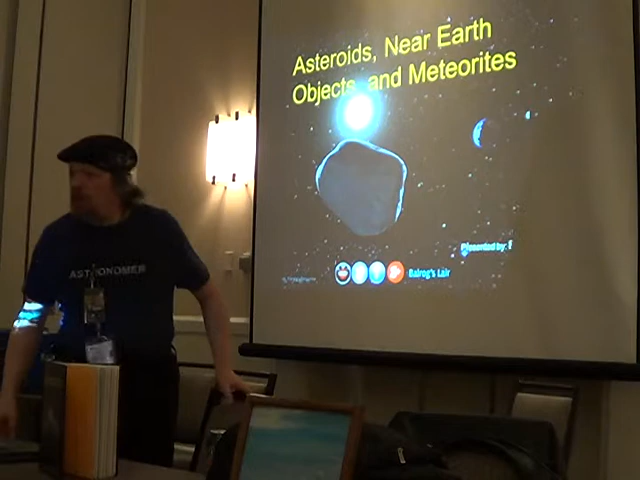 Asteroids, Near Earth
Objects, and Meteorites
ASTRONOMER
Presented by:
Balrog's Lair